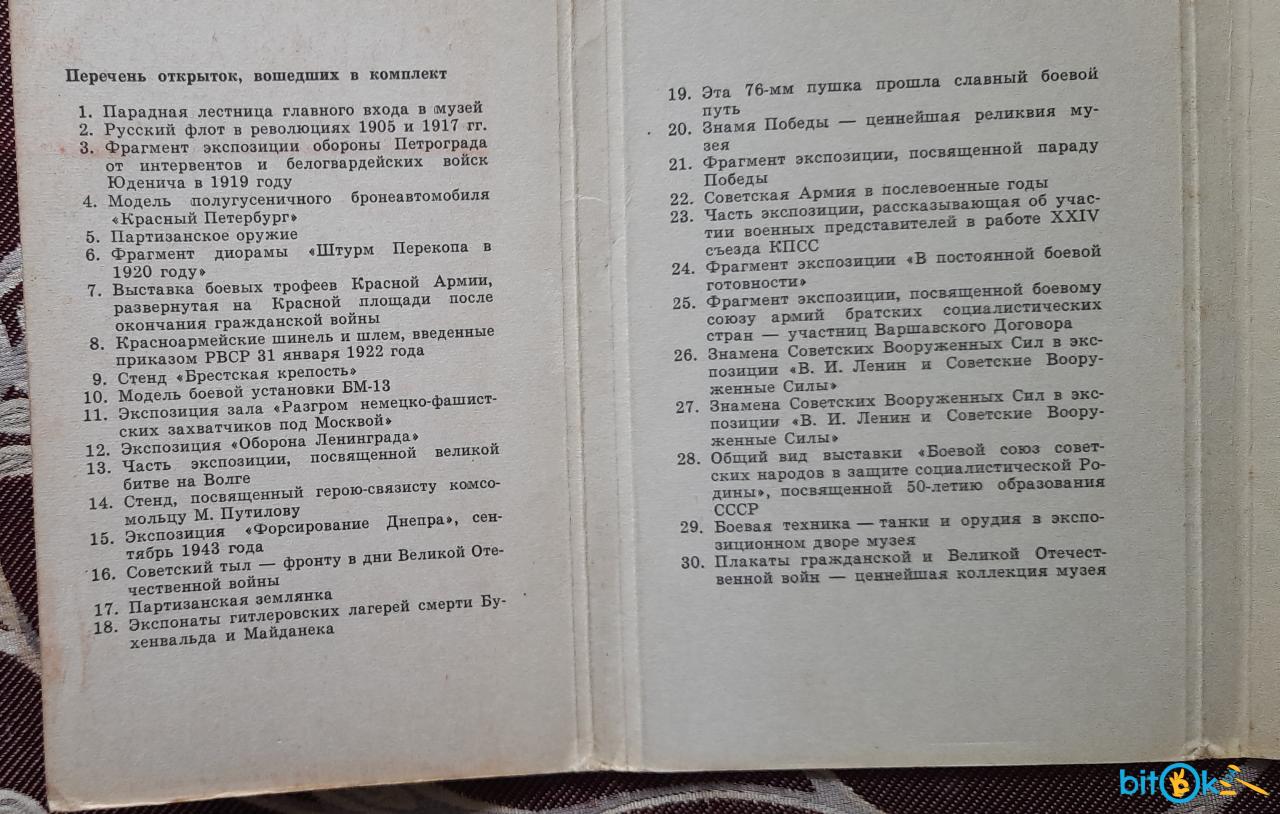 Перечень открыток, вошедших в комплект
1. Парадная лестница главного входа в музей
2. Русский флот в революциях 1905 и 1917 гг.
3. Фрагмент экспозиции обороны Петрограда
от интервентов и белогвардейских войск
Юденича в 1919 году
4. Модель полугусеничного бронеавтомобиля
«Красный Петербург»
5. Партизанское оружие
6. Фрагмент диорамы «Штурм Перекопа в
1920 году»
7. Выставка боевых трофеев Красной Армии,
развернутая на Красной площади после
окончания гражданской войны
8. Красноармейские шинель и шлем, введенные
приказом РВСР 31 января 1922 года
9. Стенд «Брестская крепость»
10. Модель боевой установки БМ-13
11. Экспозиция зала «Разгром немецко-фашист-
ских захватчиков под Москвой»
12. Экспозиция «Оборона Ленинграда»
13. Часть экспозиции, посвященной великой
битве на Волге
14. Стенд, посвященный герою-связисту комсо-
мольцу М. Путилову
15. Экспозиция «Форсирование Днепра», сен-
тябрь 1943 года
16. Советский тыл — фронту в дни Великой Оте-
чественной войны
17. Партизанская землянка
18. Экспонаты гитлеровских лагерей смерти Бу-
хенвальда и Майданека
19. Эта 76-мм пушка прошла славный боевой
путь
20. Знамя Победы — ценнейшая реликвия му-
зея
21. Фрагмент экспозиции, посвященной параду
Победы
22. Советская Армия в послевоенные годы
23. Часть экспозиции, рассказывающая об учас-
тии военных представителей в работе XXIV
съезда КПСС
24. Фрагмент экспозиции «В постоянной боевой
готовности»
25. Фрагмент экспозиции, посвященной боевому
союзу армий братских социалистических
стран — участниц Варшавского Договора
26. Знамена Советских Вооруженных Сил в экс-
позиции «В. И. Ленин и Советские Воору-
женные Силы»
27. Знамена Советских Вооруженных Сил в экс-
позиции «В. И. Ленин и Советские Воору-
женные Силы»
28. Общий вид выставки «Боевой союз совет-
ских народов в защите социалистической Ро-
дины», посвященной 50-летию образования
СССР
29. Боевая техника — танки и орудия в экспо-
зиционном дворе музея
30. Плакаты гражданской и Великой Отечест-
венной войн — ценнейшая коллекция музея
bitOk